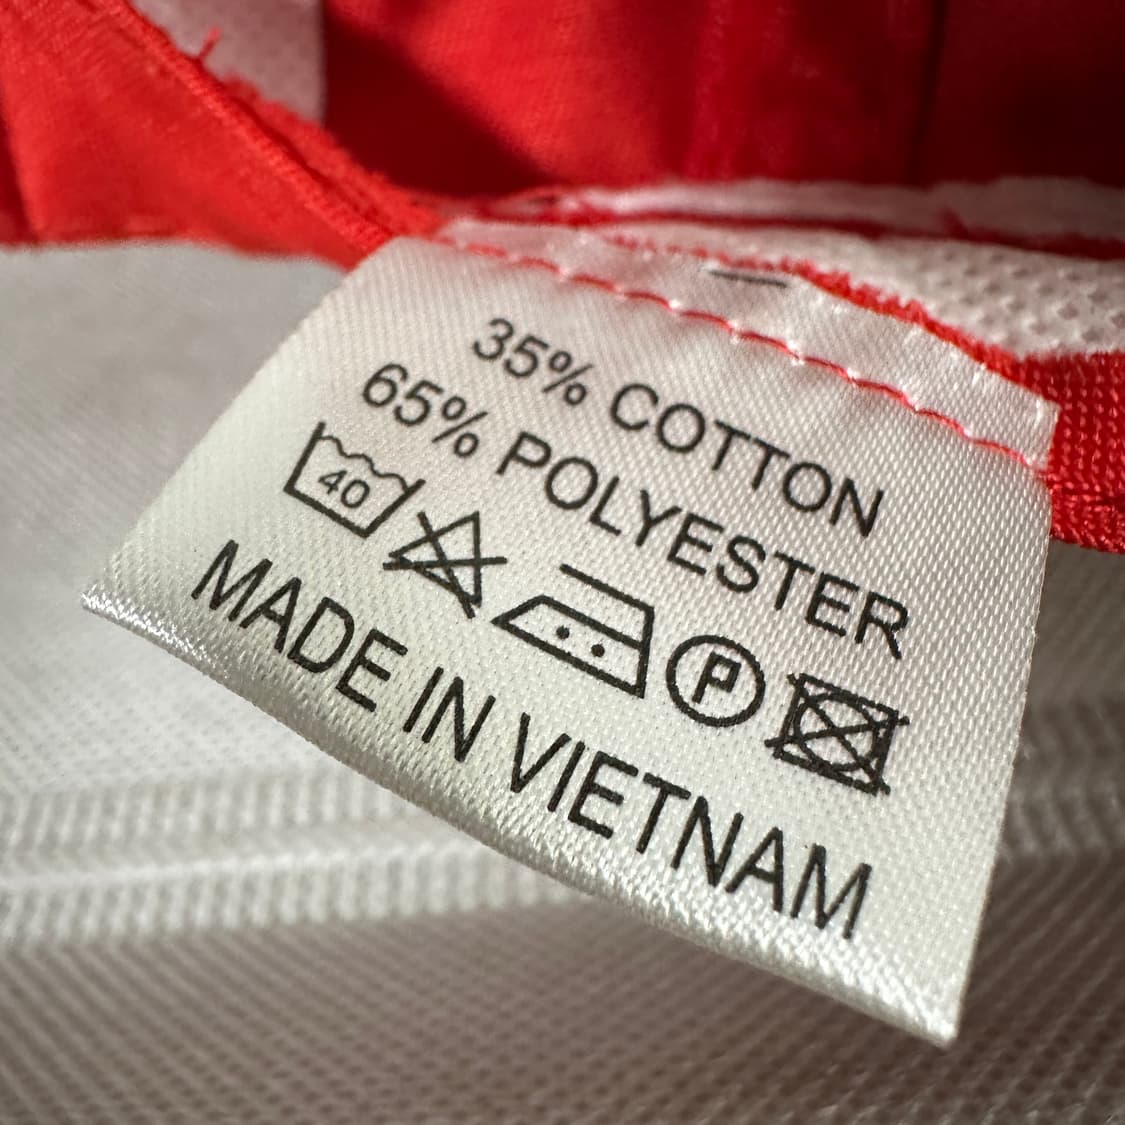 35% COTTON
65% POLYESTER
40 P
MADE IN VIETNAM